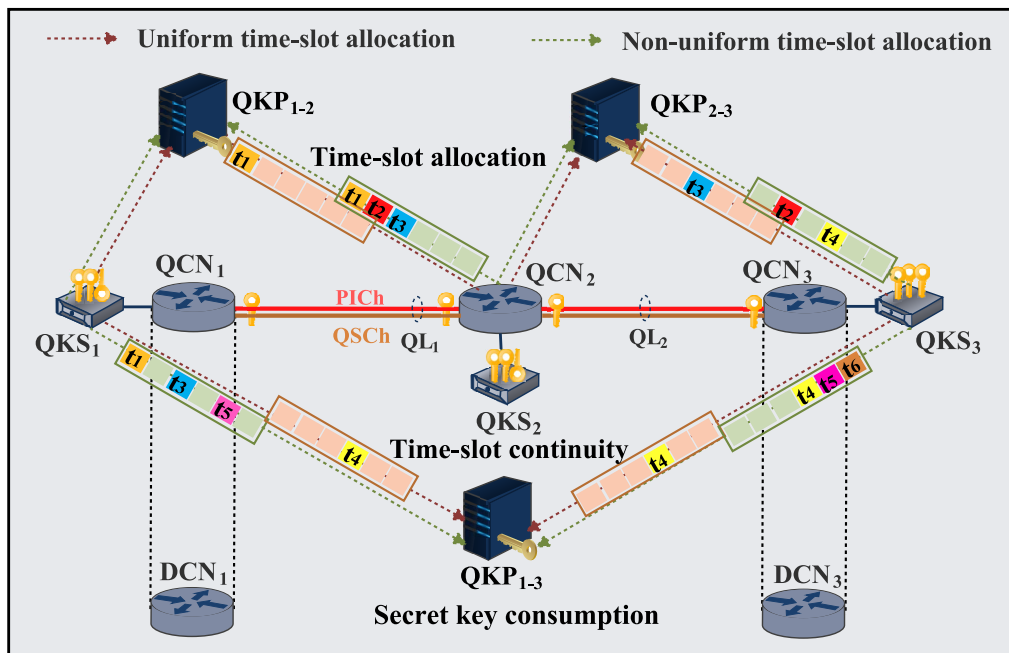 Uniform time-slot allocation
Non-uniform time-slot allocation
QKP1-2
QKP2-3
Time-slot allocation
t1
t1 t2 t3
t3
t2 t4
QCN1
QCN2
QCN3
PICh
QSCh
QL1
QL2
QKS1
QKS2
QKS3
t1 t3 t5
t4
t4
t4 t5 t6
Time-slot continuity
QKP1-3
DCN1
DCN3
Secret key consumption